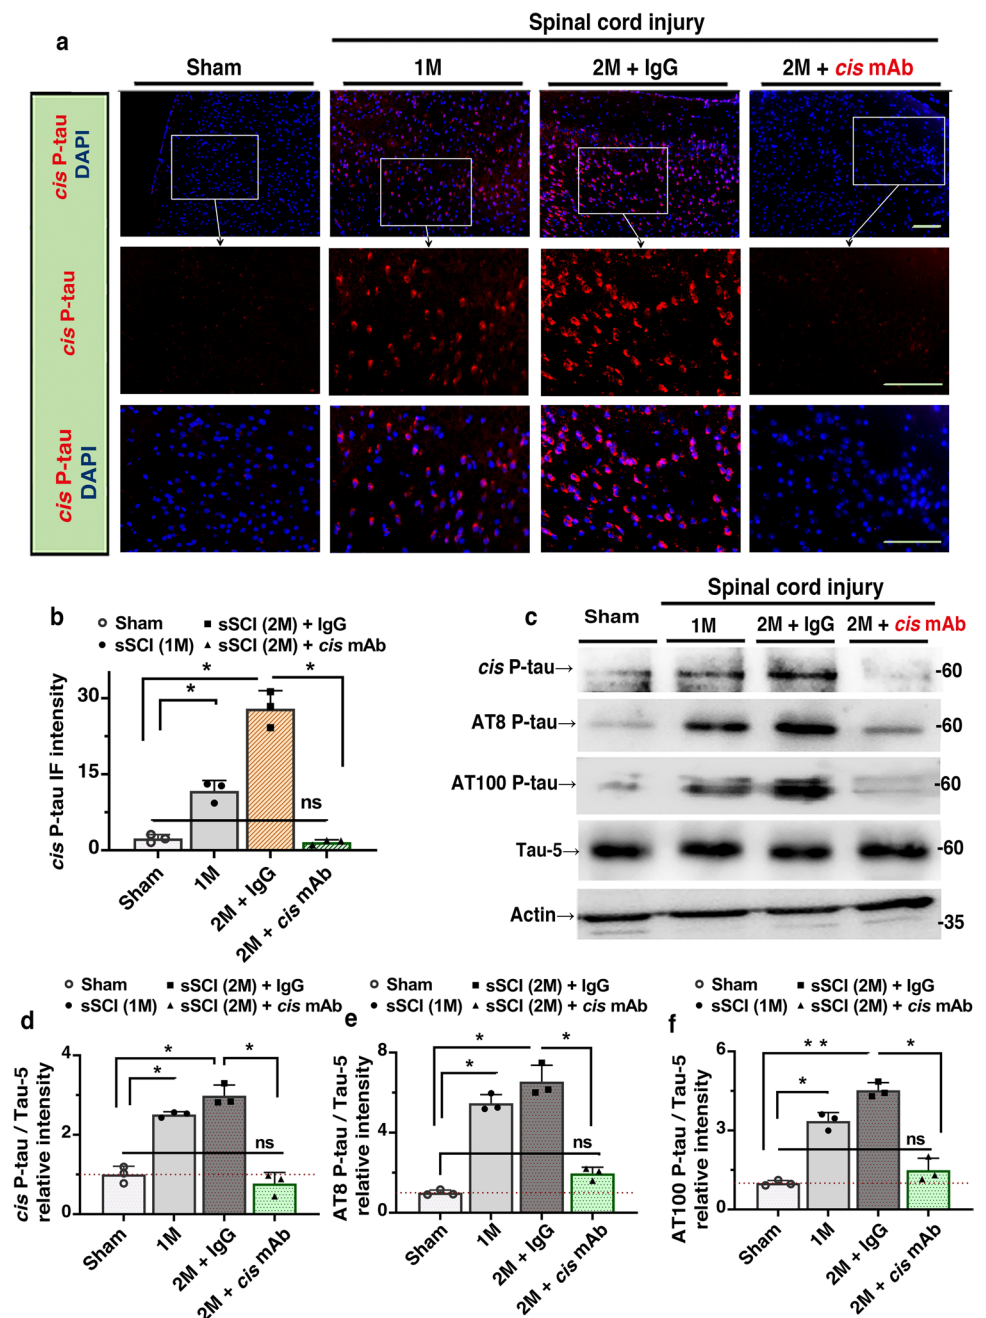 a
Spinal cord injury
Sham
1M
2M + IgG
2M + cis mAb
cis P-tau
DAPI
cis P-tau
cis P-tau
DAPI
b
Sham
sSCI (2M) + IgG
sSCI (1M)
sSCI (2M) + cis mAb
cis P-tau IF intensity
30
15
0
*
*
*
ns
Sham
1M
2M + IgG
2M + cis mAb
c
Spinal cord injury
Sham
1M
2M + IgG
2M + cis mAb
cis P-tau→
-60
AT8 P-tau→
-60
AT100 P-tau→
-60
Tau-5→
-60
Actin→
-35
d
Sham
sSCI (2M) + IgG
sSCI (1M)
sSCI (2M) + cis mAb
cis P-tau / Tau-5
relative intensity
4
2
0
*
*
*
ns
Sham
1M
2M + IgG
2M + cis mAb
e
Sham
sSCI (2M) + IgG
sSCI (1M)
sSCI (2M) + cis mAb
AT8 P-tau / Tau-5
relative intensity
8
4
0
*
*
*
ns
Sham
1M
2M + IgG
2M + cis mAb
f
Sham
sSCI (2M) + IgG
sSCI (1M)
sSCI (2M) + cis mAb
AT100 P-tau / Tau-5
relative intensity
6
3
0
* *
*
*
ns
Sham
1M
2M + IgG
2M + cis mAb